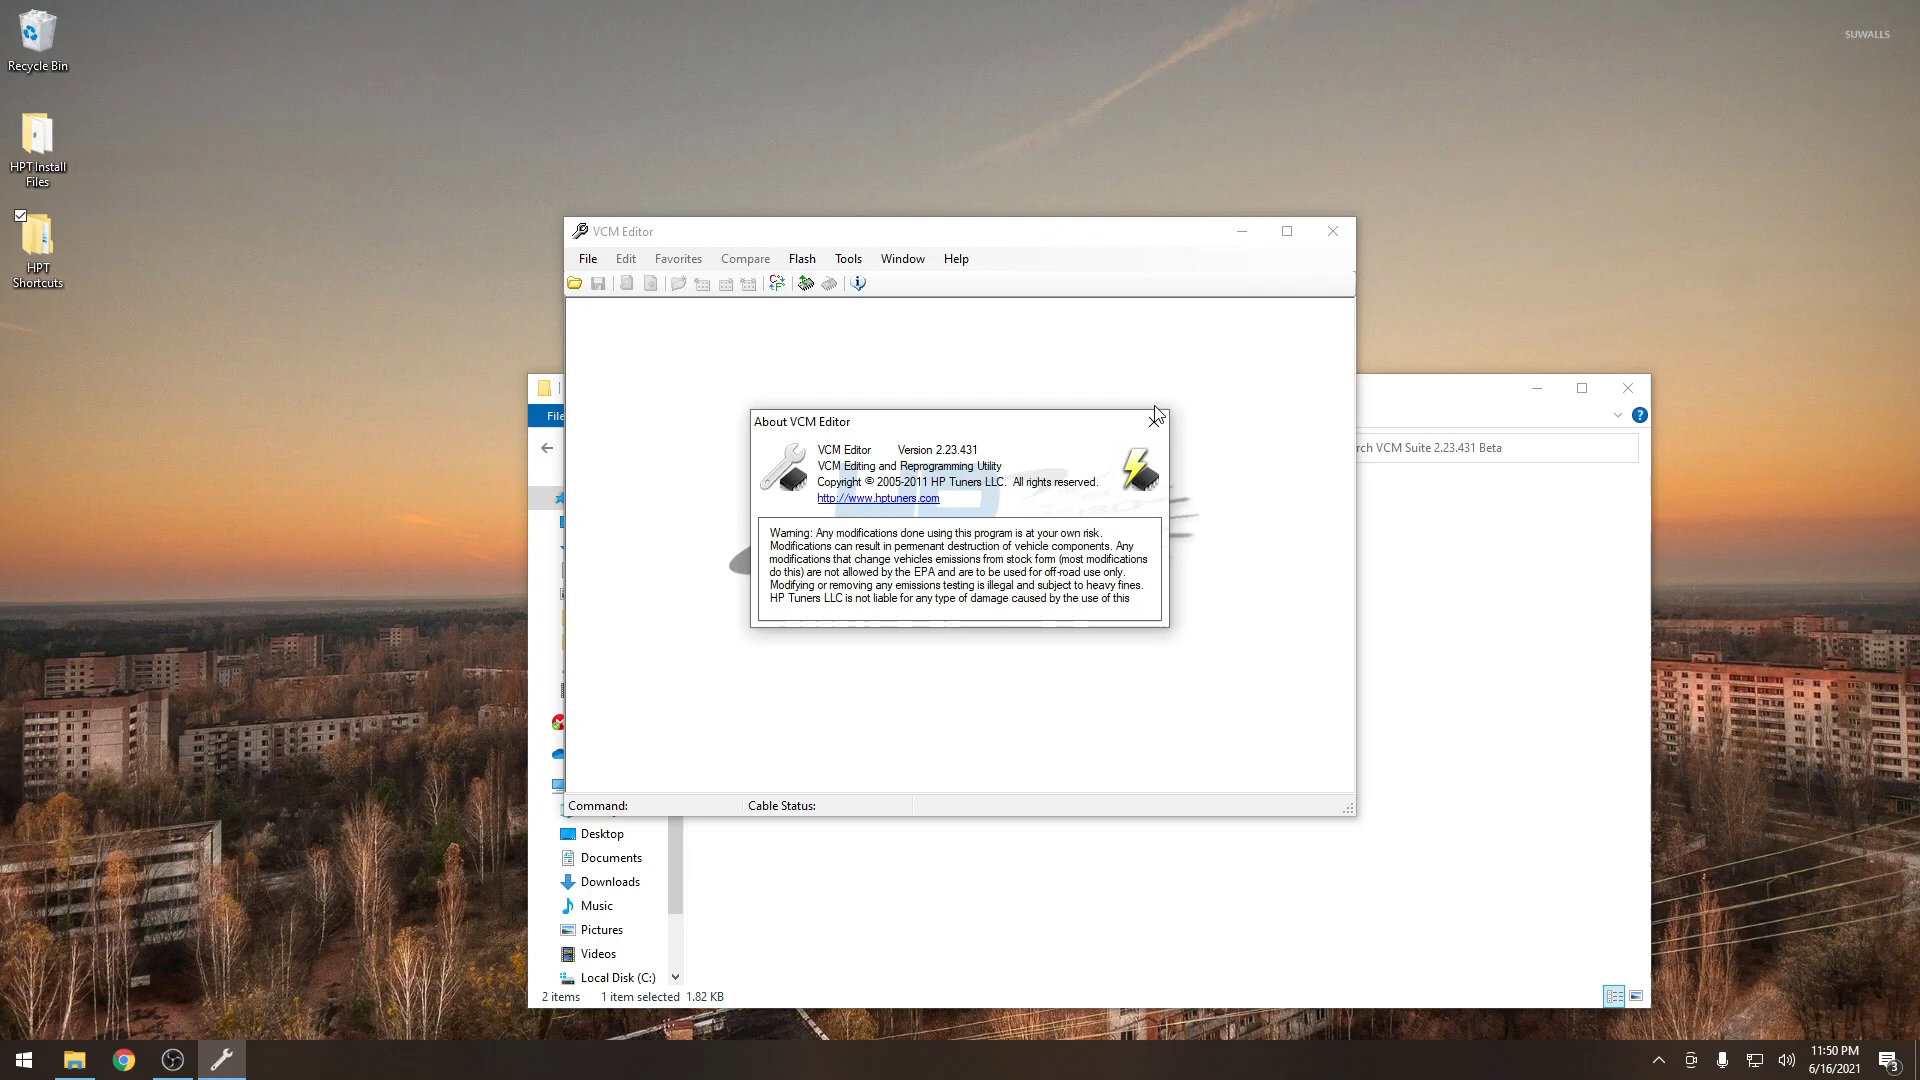 Recycle Bin
HPT Install
Files
HPT
Shortcuts
SUWALLS
VCM Editor
File Edit Favorites Compare Flash Tools Window Help
About VCM Editor
VCM Editor Version 2.23.431
VCM Editing and Reprogramming Utility
Copyright © 2005-2011 HP Tuners LLC. All rights reserved.
http://www.hptuners.com
Warning: Any modifications done using this program is at your own risk.
Modifications can result in permenant destruction of vehicle components. Any
modifications that change vehicles emissions from stock form (most modifications
do this) are not allowed by the EPA and are to be used for off-road use only.
Modifying or removing any emissions testing is illegal and subject to heavy fines.
HP Tuners LLC is not liable for any type of damage caused by the use of this
Command: Cable Status:
File
rch VCM Suite 2.23.431 Beta
Desktop
Documents
Downloads
Music
Pictures
Videos
Local Disk (C:)
2 items 1 item selected 1.82 KB
11:50 PM
6/16/2021
3